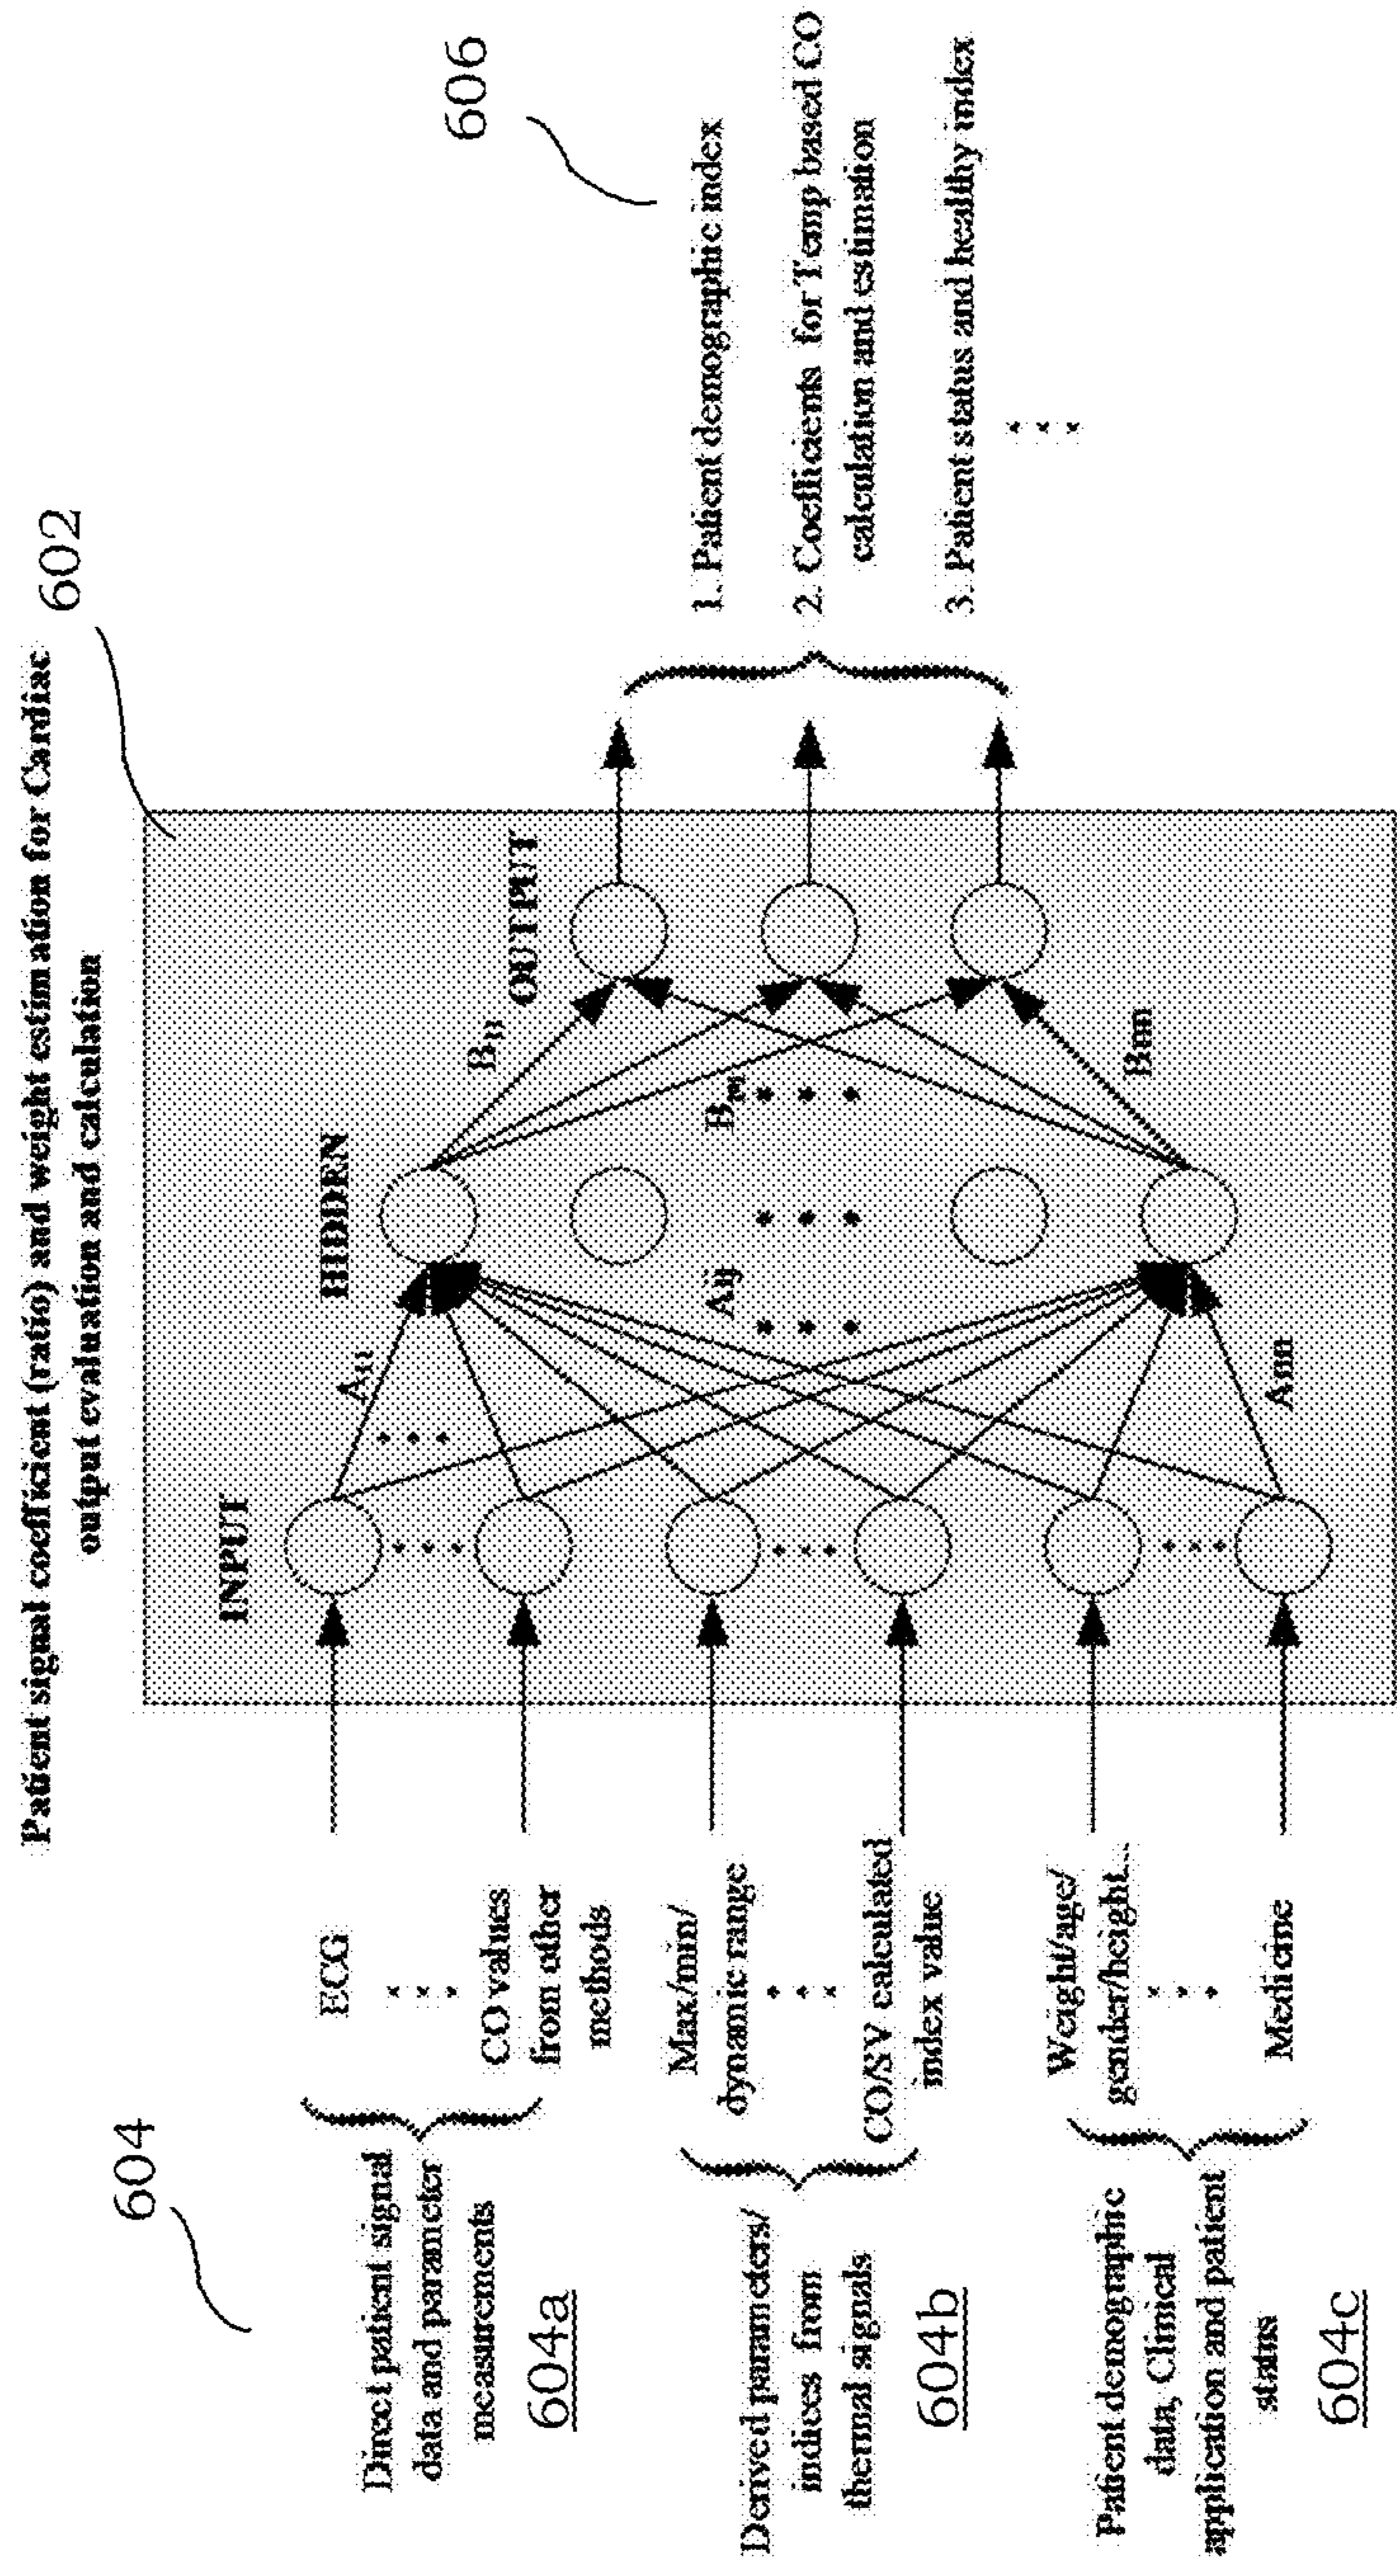 Patient signal coefficient (ratio) and weight estimation for Cardiac
output evaluation and calculation
602
604
606
Direct patient signal
data and parameter
measurements
604a
Derived parameters/
indices from
thermal signals
604b
Patient demographic
data, Clinical
application and patient
status
604c
ECG
CO values
from other
methods
Max/min/
dynamic range
CO/SV calculated
index value
Weight/age/
gender/height...
Medicine
INPUT
HIDDEN
OUTPUT
A11
Aij
Ann
B11
Bnn
1. Patient demographic index
2. Coefficients for Temp based CO
calculation and estimation
3. Patient status and healthy index